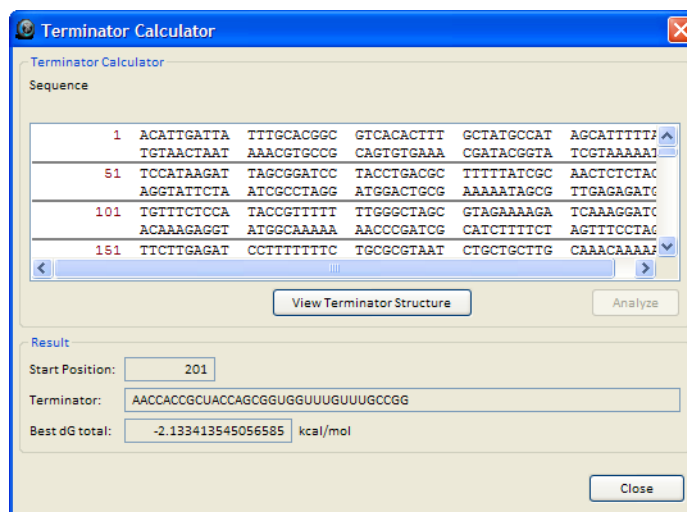 Terminator Calculator
Terminator Calculator
Sequence
1 ACATTGATTA TTTGCACGGC GTCACACTTT GCTATGCCAT AGCATTTTTA
TGTAACTAAT AAACGTGCCG CAGTGTGAAA CGATACGGTA TCGTAAAAAT
51 TCCATAAGAT TAGCGGATCC TACCTGACGC TTTTTATCGC AACTCTCTAC
AGGTATTCTA ATCGCCTAGG ATGGACTGCG AAAAATAGCG TTGAGAGATG
101 TGTTTCTCCA TACCGTTTTT TTGGGCTAGC GTAGAAAAGA TCAAAGGATC
ACAAAGAGGT ATGGCAAAAA AACCCGATCG CATCTTTTCT AGTTTCCTAG
151 TTCTTGAGAT CCTTTTTTTC TGCGCGTAAT CTGCTGCTTG CAAACAAAAA
View Terminator Structure Analyze
Result
Start Position: 201
Terminator: AACCACCGCUACCAGCGGUGGUUUGUUUGCCGG
Best dG total: -2.133413545056585 kcal/mol
Close